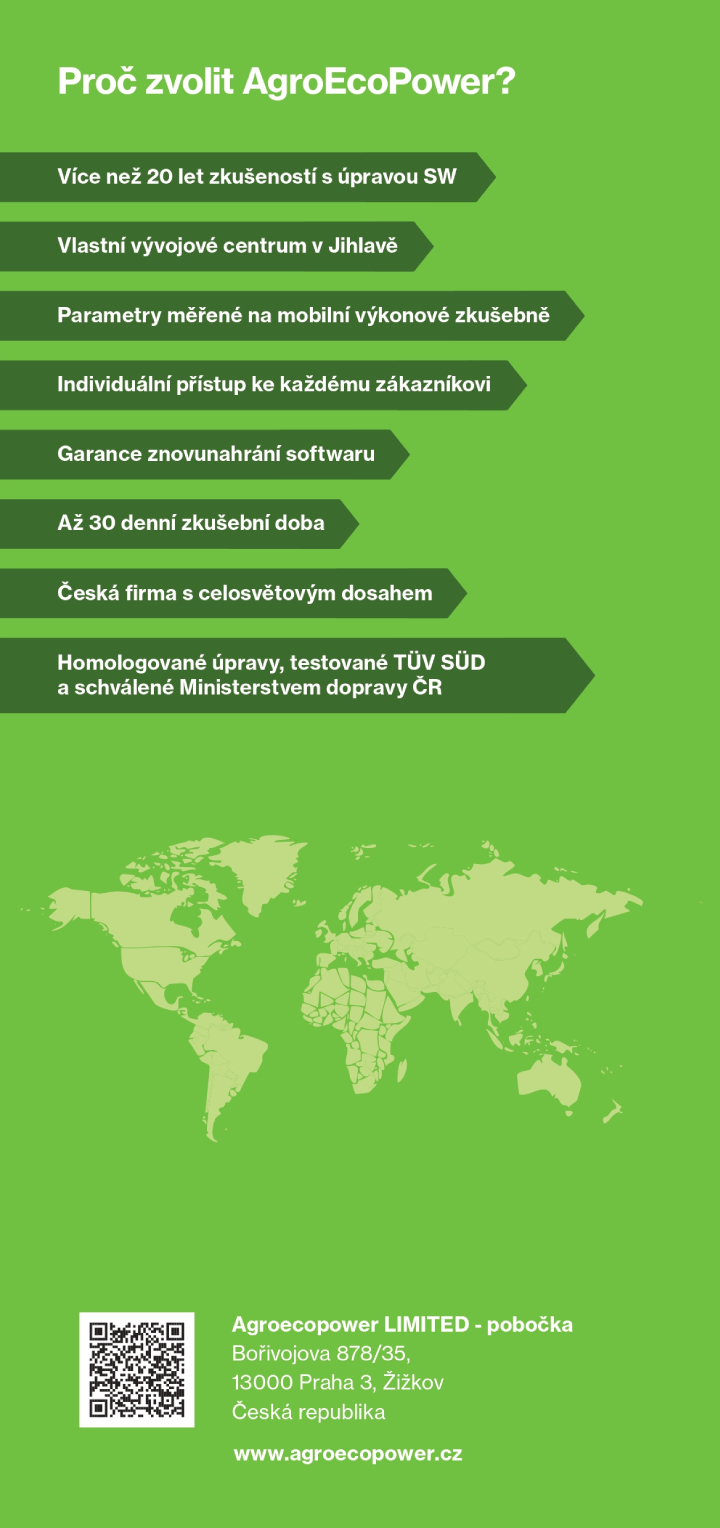 Proč zvolit AgroEcoPower?
Více než 20 let zkušeností s úpravou SW
Vlastní vývojové centrum v Jihlavě
Parametry měřené na mobilní výkonové zkušebně
Individuální přístup ke každému zákazníkovi
Garance znovunahrání softwaru
Až 30 denní zkušební doba
Česká firma s celosvětovým dosahem
Homologované úpravy, testované TÜV SÜD
a schválené Ministerstvem dopravy ČR
Agroecopower LIMITED - pobočka
Bořivojova 878/35,
13000 Praha 3, Žižkov
Česká republika
www.agroecopower.cz